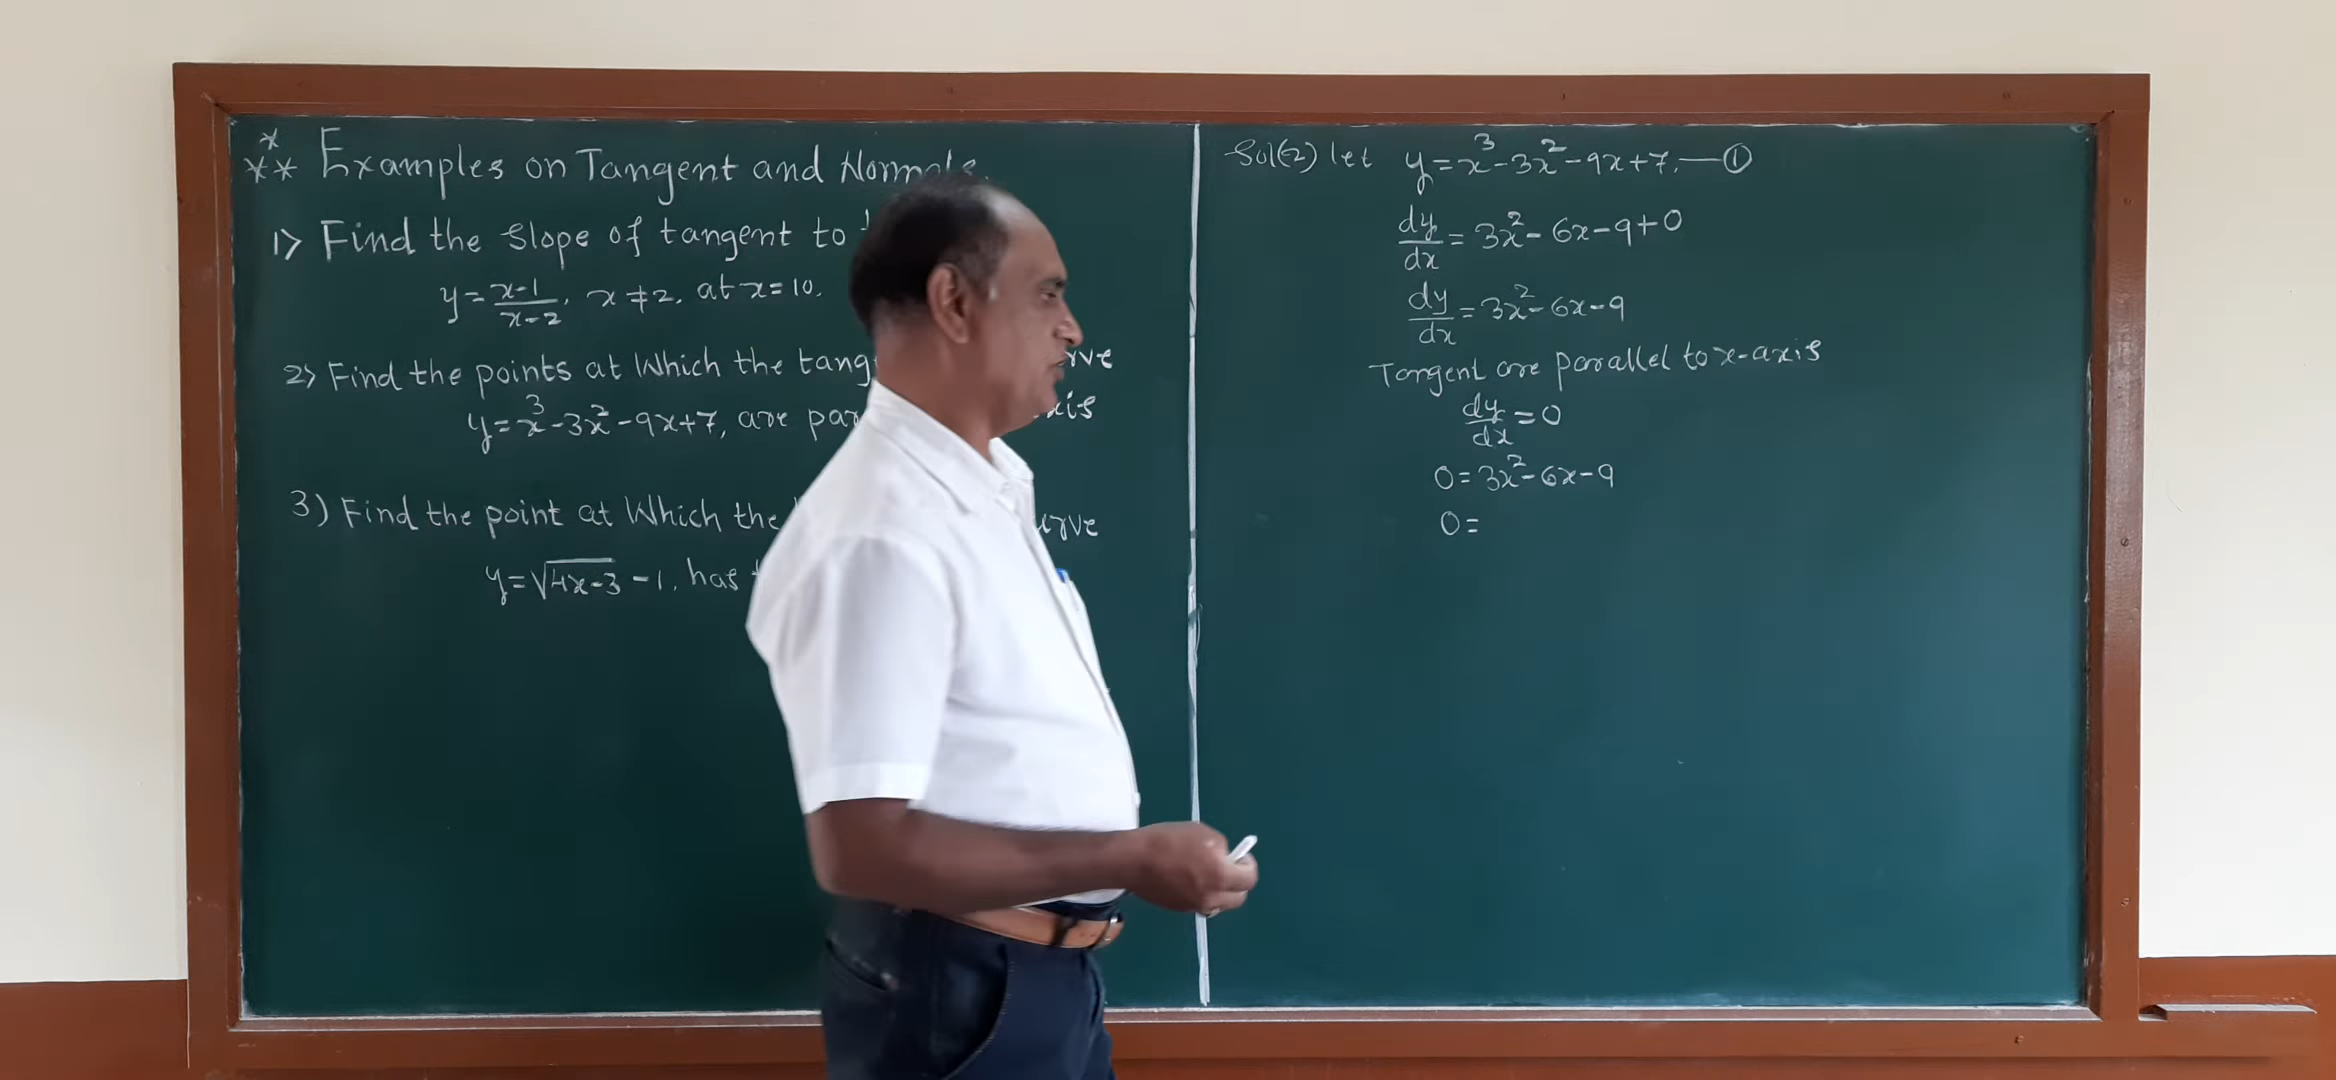 *** Examples on Tangent and Normals.
1) Find the slope of tangent to
y = x-1/x-2, x ≠ 2, at x = 10.
2) Find the points at Which the
y = x³ - 3x² - 9x + 7, are
3) Find the point at Which the
y = √4x-3 - 1, has
Sol(2) let y = x³ - 3x² - 9x + 7. — ①
dy/dx = 3x² - 6x - 9 + 0
dy/dx = 3x² - 6x - 9
Tangent are parallel to x-axis
dy/dx = 0
0 = 3x² - 6x - 9
0 =